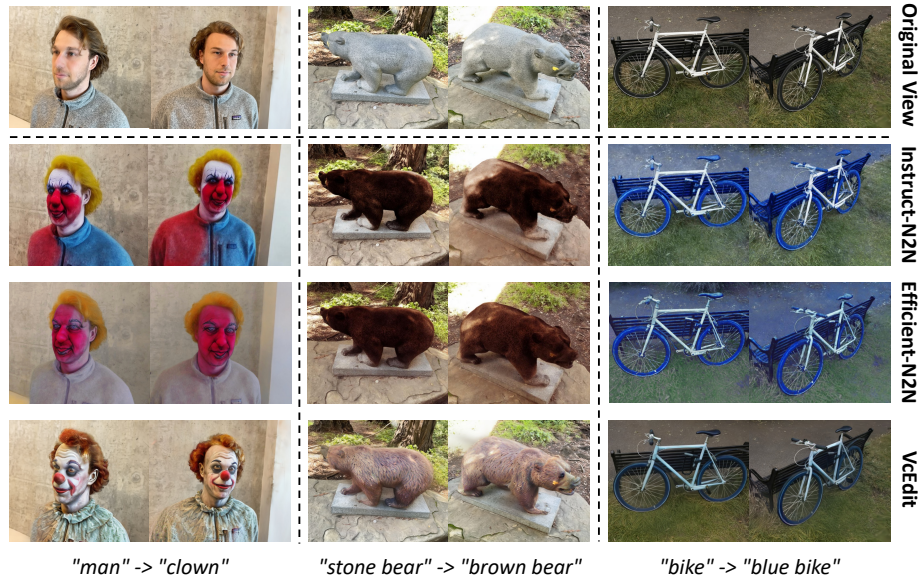 Original View
Instruct-N2N
Efficient-N2N
VcEdit
"man" -> "clown"
"stone bear" -> "brown bear"
"bike" -> "blue bike"